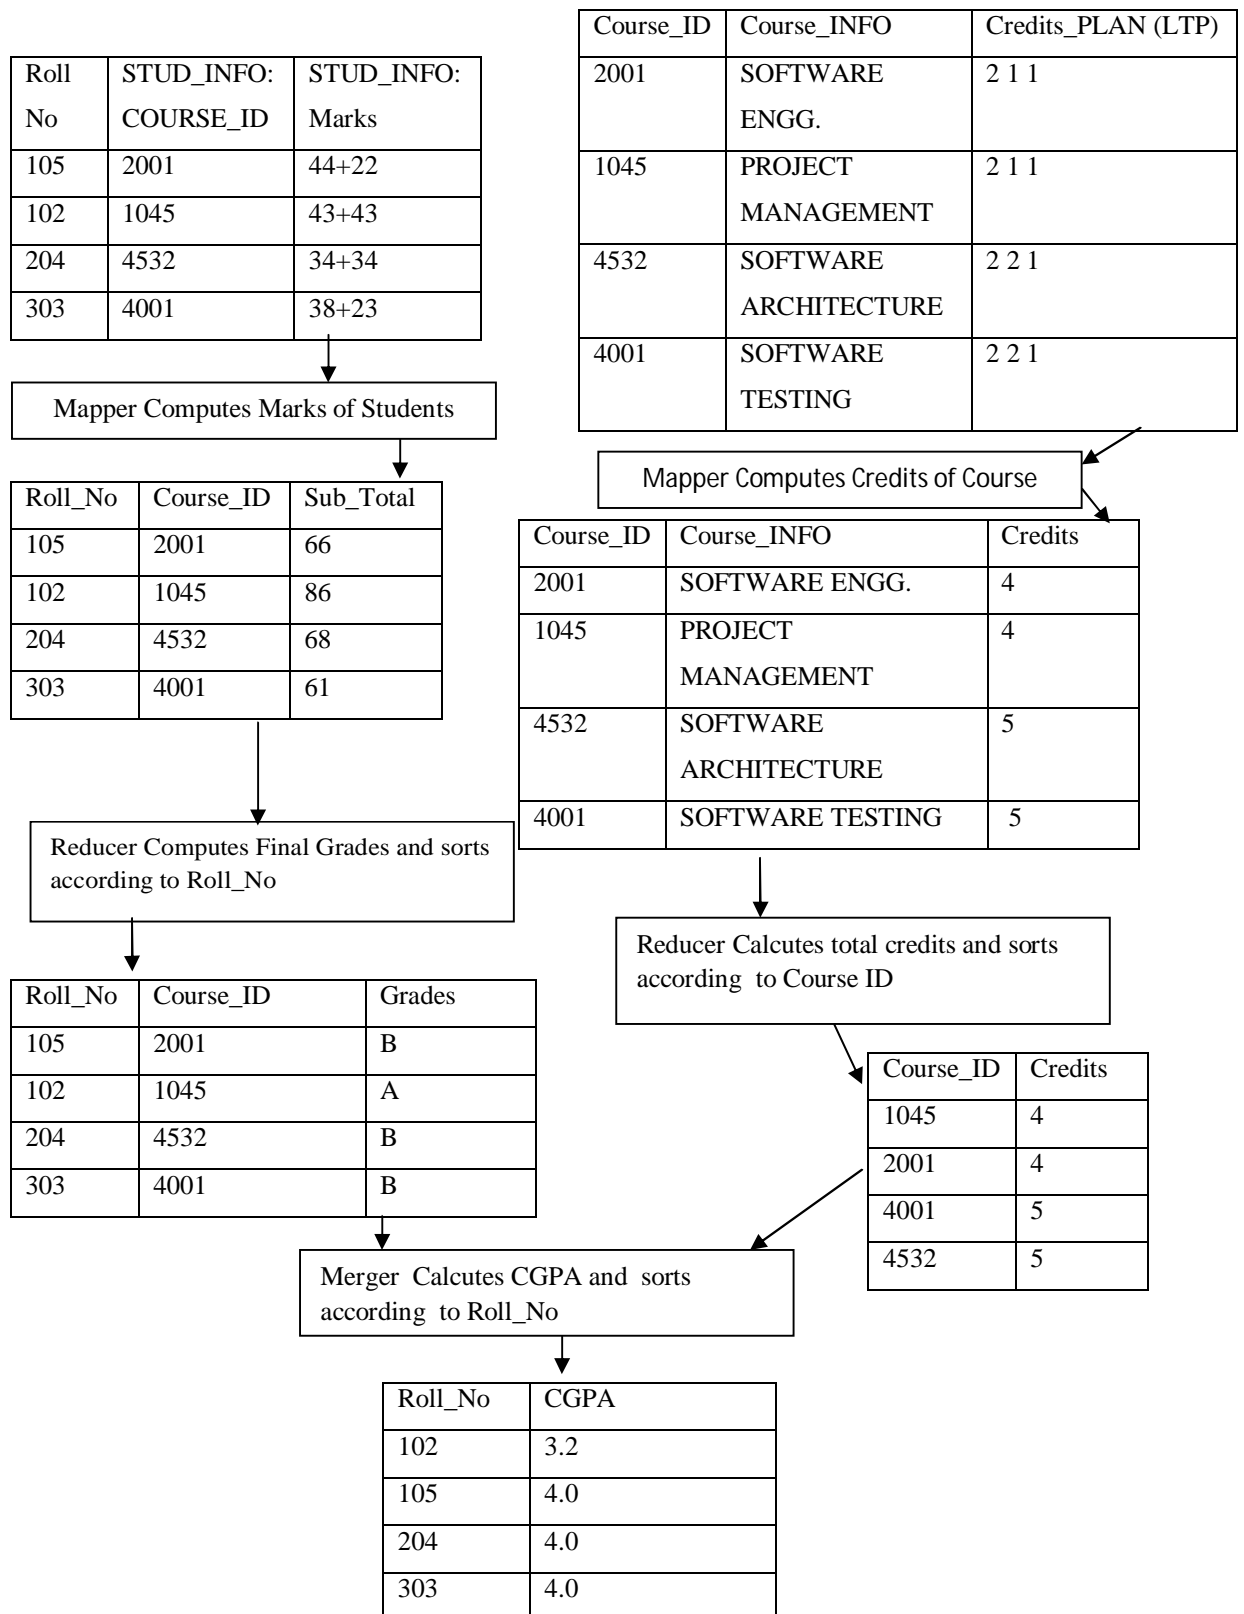 Roll No STUD_INFO: COURSE_ID STUD_INFO: Marks
105 2001 44+22
102 1045 43+43
204 4532 34+34
303 4001 38+23
Course_ID Course_INFO Credits_PLAN (LTP)
2001 SOFTWARE ENGG. 2 1 1
1045 PROJECT MANAGEMENT 2 1 1
4532 SOFTWARE ARCHITECTURE 2 2 1
4001 SOFTWARE TESTING 2 2 1
Mapper Computes Marks of Students
Mapper Computes Credits of Course
Roll_No Course_ID Sub_Total
105 2001 66
102 1045 86
204 4532 68
303 4001 61
Course_ID Course_INFO Credits
2001 SOFTWARE ENGG. 4
1045 PROJECT MANAGEMENT 4
4532 SOFTWARE ARCHITECTURE 5
4001 SOFTWARE TESTING 5
Reducer Computes Final Grades and sorts
according to Roll_No
Reducer Calcutes total credits and sorts
according to Course ID
Roll_No Course_ID Grades
105 2001 B
102 1045 A
204 4532 B
303 4001 B
Course_ID Credits
1045 4
2001 4
4001 5
4532 5
Merger Calcutes CGPA and sorts
according to Roll_No
Roll_No CGPA
102 3.2
105 4.0
204 4.0
303 4.0